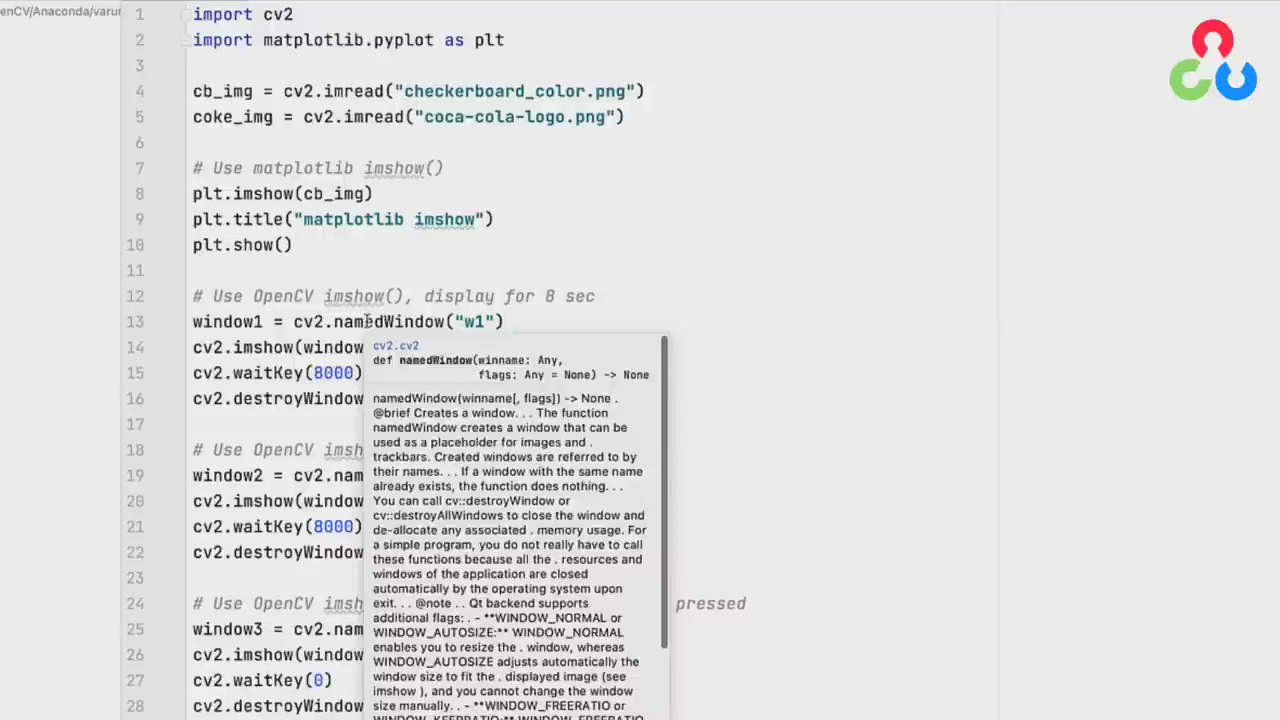 enCV/Anaconda/varun
1 import cv2
2 import matplotlib.pyplot as plt
3
4 cb_img = cv2.imread("checkerboard_color.png")
5 coke_img = cv2.imread("coca-cola-logo.png")
6
7 # Use matplotlib imshow()
8 plt.imshow(cb_img)
9 plt.title("matplotlib imshow")
10 plt.show()
11
12 # Use OpenCV imshow(), display for 8 sec
13 window1 = cv2.namedWindow("w1")
14 cv2.imshow(window
15 cv2.waitKey(8000)
16 cv2.destroyWindow
17
18 # Use OpenCV imsh
19 window2 = cv2.nam
20 cv2.imshow(window
21 cv2.waitKey(8000)
22 cv2.destroyWindow
23
24 # Use OpenCV imsh pressed
25 window3 = cv2.nam
26 cv2.imshow(window
27 cv2.waitKey(0)
28 cv2.destroyWindow
cv2.cv2
def namedWindow(winname: Any,
flags: Any = None) -> None
namedWindow(winname[, flags]) -> None .
@brief Creates a window. . . The function
namedWindow creates a window that can be
used as a placeholder for images and .
trackbars. Created windows are referred to by
their names. . . If a window with the same name
already exists, the function does nothing. . .
You can call cv::destroyWindow or
cv::destroyAllWindows to close the window and
de-allocate any associated . memory usage. For
a simple program, you do not really have to call
these functions because all the . resources and
windows of the application are closed
automatically by the operating system upon
exit. . . @note . . Qt backend supports
additional flags: . - **WINDOW_NORMAL or
WINDOW_AUTOSIZE:** WINDOW_NORMAL
enables you to resize the . window, whereas
WINDOW_AUTOSIZE adjusts automatically the
window size to fit the . displayed image (see
imshow ), and you cannot change the window
size manually. . - **WINDOW_FREERATIO or
WINDOW_KEEPRATIO:** WINDOW_FREERATIO